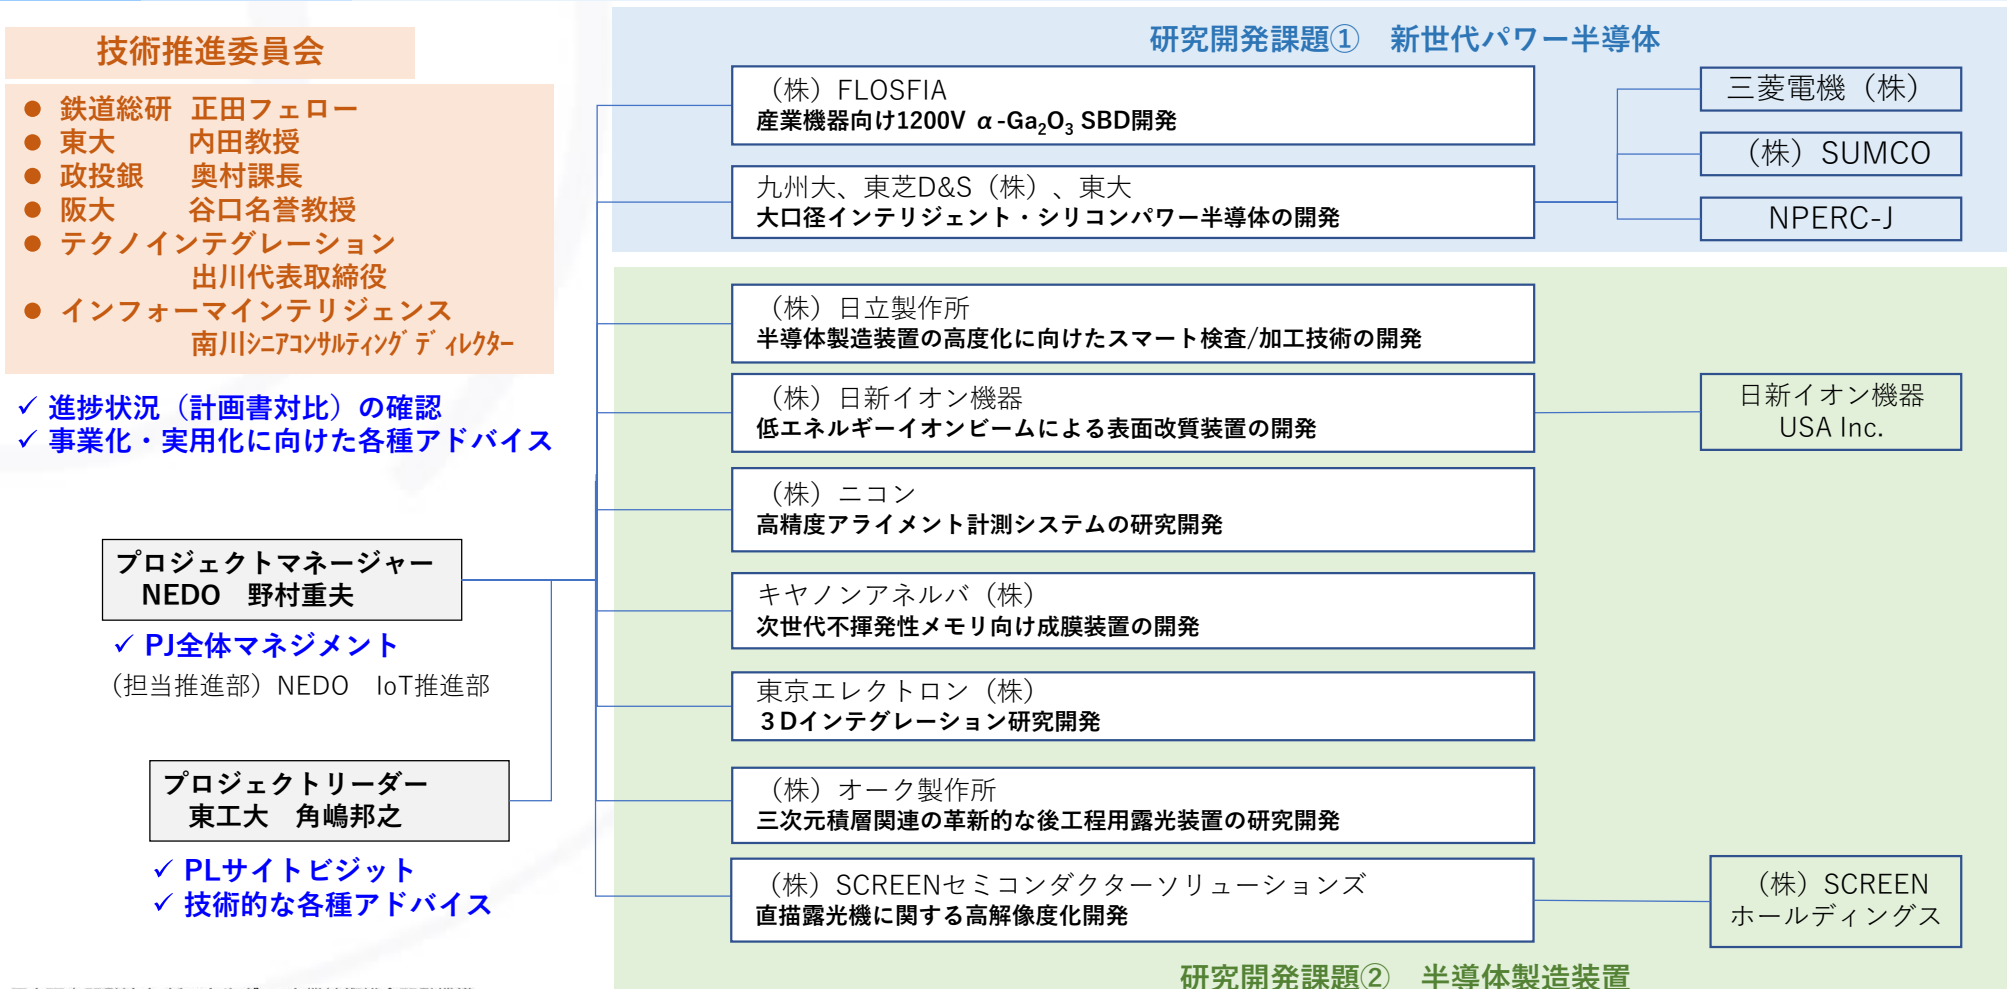 技術推進委員会
● 鉄道総研 正田フェロー
● 東大 内田教授
● 政投銀 奥村課長
● 阪大 谷口名誉教授
● テクノインテグレーション
出川代表取締役
● インフォーマインテリジェンス
南川ｼﾆｱｺﾝｻﾙﾃｨﾝｸﾞﾃﾞｨﾚｸﾀｰ
✓ 進捗状況（計画書対比）の確認
✓ 事業化・実用化に向けた各種アドバイス
プロジェクトマネージャー
NEDO 野村重夫
✓ PJ全体マネジメント
（担当推進部）NEDO IoT推進部
プロジェクトリーダー
東工大 角嶋邦之
✓ PLサイトビジット
✓ 技術的な各種アドバイス
研究開発課題① 新世代パワー半導体
（株）FLOSFIA
産業機器向け1200V α-Ga₂O₃ SBD開発
九州大、東芝D&S（株）、東大
大口径インテリジェント・シリコンパワー半導体の開発
三菱電機（株）
（株）SUMCO
NPERC-J
（株）日立製作所
半導体製造装置の高度化に向けたスマート検査/加工技術の開発
（株）日新イオン機器
低エネルギーイオンビームによる表面改質装置の開発
日新イオン機器
USA Inc.
（株）ニコン
高精度アライメント計測システムの研究開発
キヤノンアネルバ（株）
次世代不揮発性メモリ向け成膜装置の開発
東京エレクトロン（株）
３Dインテグレーション研究開発
（株）オーク製作所
三次元積層関連の革新的な後工程用露光装置の研究開発
（株）SCREENセミコンダクターソリューションズ
直描露光機に関する高解像度化開発
（株）SCREEN
ホールディングス
研究開発課題② 半導体製造装置